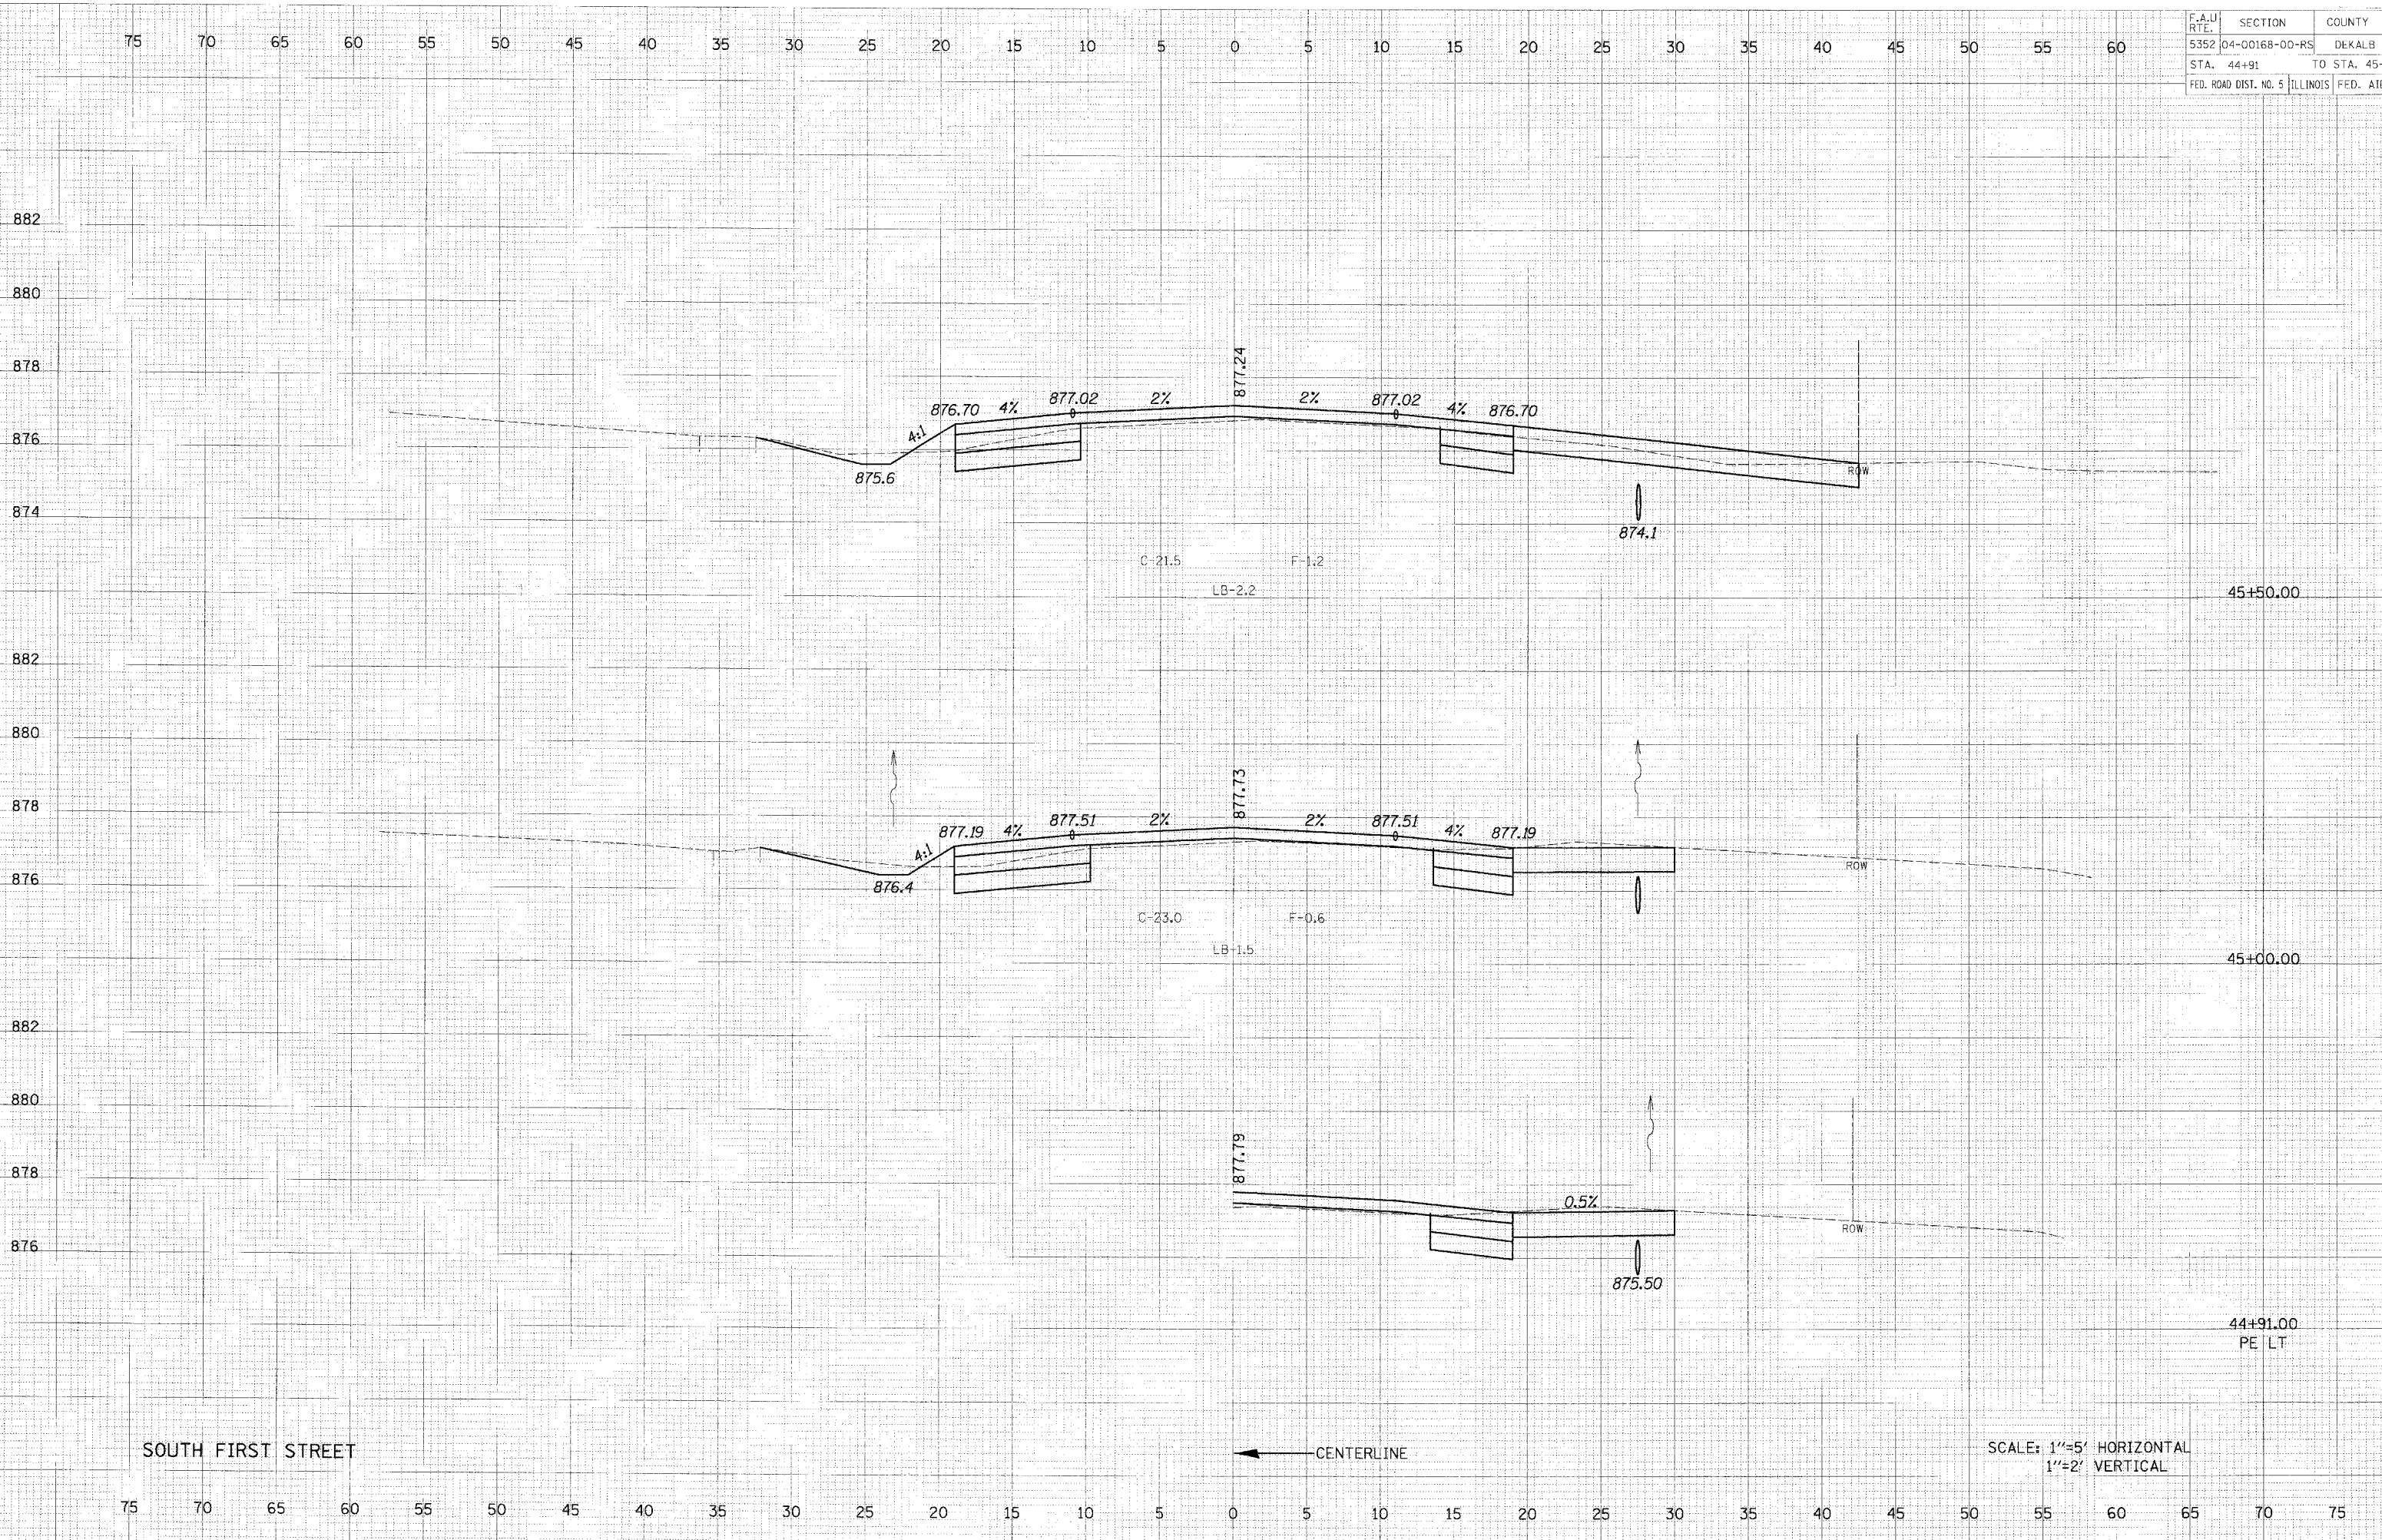 F.A.U RTE. SECTION COUNTY
5352 04-00168-00-RS DEKALB
STA. 44+91 TO STA. 45-
FED. ROAD DIST. NO. 5 ILLINOIS FED. AI
75 70 65 60 55 50 45 40 35 30 25 20 15 10 5 0 5 10 15 20 25 30 35 40 45 50 55 60
882
880
878
877.24
876.70 4% 877.02 2% 2% 877.02 4% 876.70
876
4:1
ROW
875.6
874
874.1
C-21.5 F-1.2
LB-2.2
45+50.00
882
880
878
877.73
877.19 4% 877.51 2% 2% 877.51 4% 877.19
4:1
876
ROW
876.4
C-23.0 F-0.6
LB-1.5
45+00.00
882
880
878
877.79
0.5%
ROW
876
875.50
44+91.00
PE LT
SOUTH FIRST STREET
CENTERLINE
SCALE: 1"=5' HORIZONTAL
1"=2' VERTICAL
75 70 65 60 55 50 45 40 35 30 25 20 15 10 5 0 5 10 15 20 25 30 35 40 45 50 55 60 65 70 75